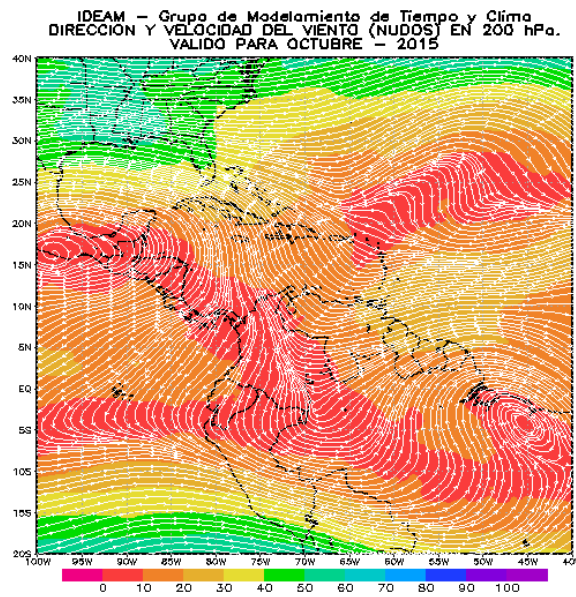 IDEAM – Grupo de Modelamiento de Tiempo y Clima
DIRECCION Y VELOCIDAD DEL VIENTO (NUDOS) EN 200 hPa.
VALIDO PARA OCTUBRE – 2015
40N
35N
30N
25N
20N
15N
10N
5N
EQ
5S
10S
15S
20S
100W 95W 90W 85W 80W 75W 70W 65W 60W 55W 50W 45W 40W
0 10 20 30 40 50 60 70 80 90 100